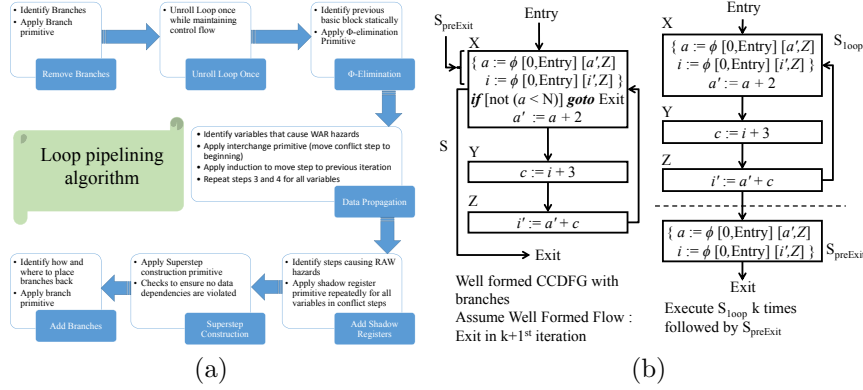 • Identify Branches
• Apply Branch
primitive
Remove Branches
• Unroll Loop once
while maintaining
control flow
Unroll Loop Once
• Identify previous
basic block statically
• Apply Φ-elimination
Primitive
Φ-Elimination
Loop pipelining
algorithm
• Identify variables that cause WAR hazards
• Apply interchange primitive (move conflict step to
beginning)
• Apply induction to move step to previous iteration
• Repeat steps 3 and 4 for all variables
Data Propagation
• Identify how and
where to place
branches back
• Apply branch
primitive
Add Branches
• Apply Superstep
construction primitive
• Checks to ensure no data
dependencies are violated
Superstep
Construction
• Identify steps causing RAW
hazards
• Apply shadow register
primitive repeatedly for all
variables in conflict steps
Add Shadow
Registers
(a)
Entry
S_preExit
X
{ a := ϕ [0,Entry] [a',Z]
i := ϕ [0,Entry] [i',Z] }
if [not (a < N)] goto Exit
a' := a + 2
S
Y
c := i + 3
Z
i' := a' + c
Exit
Well formed CCDFG with
branches
Assume Well Formed Flow :
Exit in k+1st iteration
Entry
X
S_loop
{ a := ϕ [0,Entry] [a',Z]
i := ϕ [0,Entry] [i',Z] }
a' := a + 2
Y
c := i + 3
Z
i' := a' + c
{ a := ϕ [0,Entry] [a',Z]
i := ϕ [0,Entry] [i',Z] }
S_preExit
Exit
Execute S_loop k times
followed by S_preExit
(b)